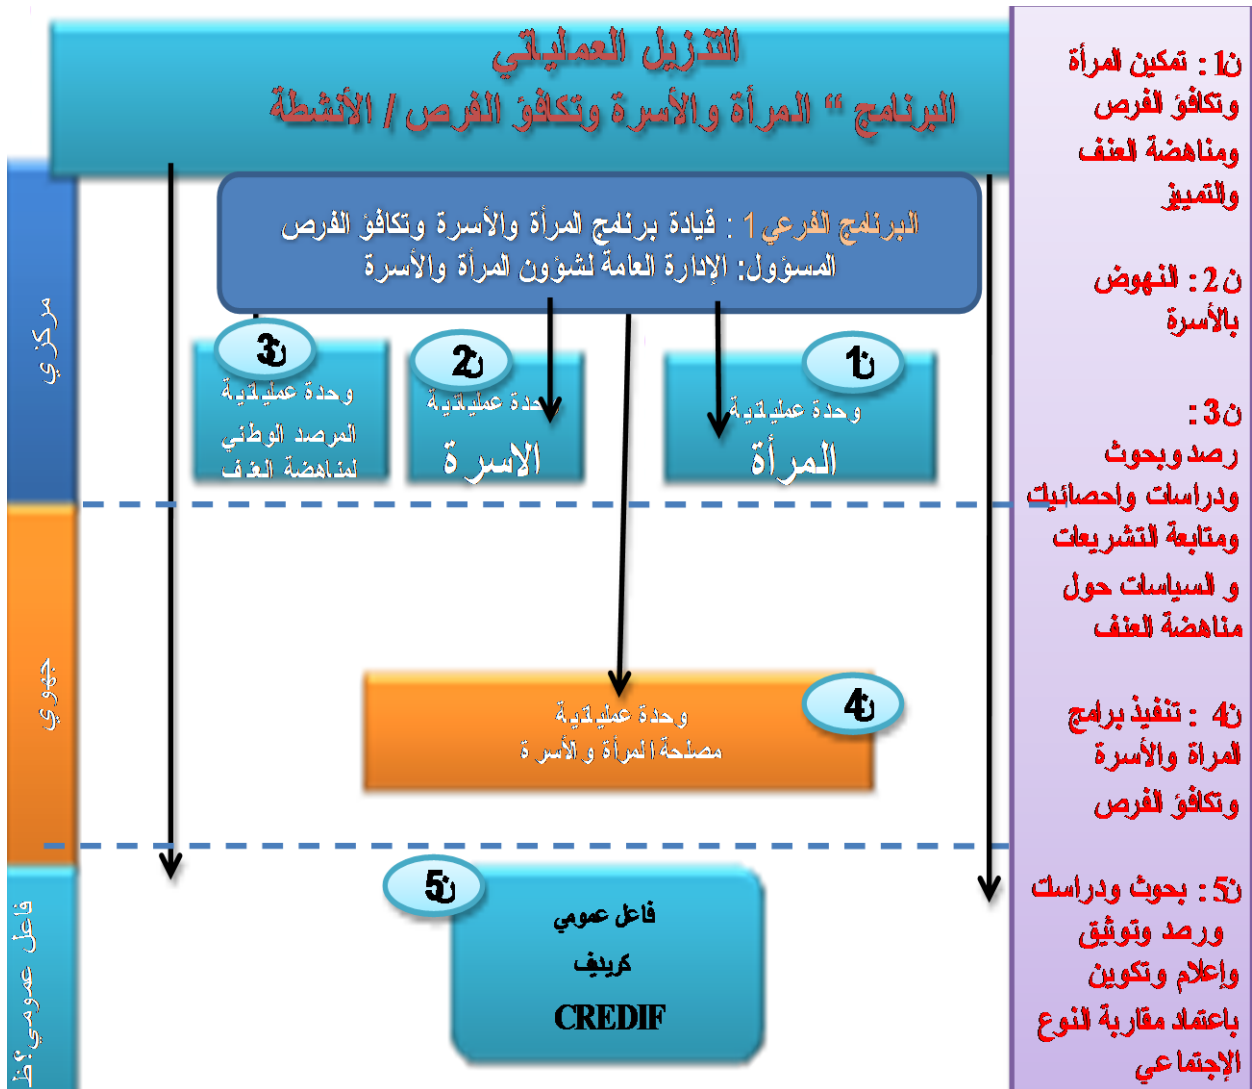 التنزيل العملياتي
البرنامج “ المرأة والأسرة وتكافؤ الفرص / الأنشطة
البرنامج الفرعي 1 : قيادة برنامج المرأة والأسرة وتكافؤ الفرص
المسؤول: الإدارة العامة لشؤون المرأة والأسرة
ن1
وحدة عملياتية
المرأة
ن2
وحدة عملياتية
الاسرة
ن3
وحدة عملياتية
المرصد الوطني
لمناهضة العنف
ن4
وحدة عملياتية
مصلحة المرأة والأسرة
ن5
فاعل عمومي
كريديف
CREDIF
مركزي
جهوي
فاعل عمومي؟ظ
ن1: تمكين المرأة
وتكافؤ الفرص
ومناهضة العنف
والتمييز
ن2: النهوض
بالأسرة
ن3:
رصد وبحوث
ودراسات واحصائيات
ومتابعة التشريعات
و السياسات حول
مناهضة العنف
ن4: تنفيذ برامج
المراة والأسرة
وتكافؤ الفرص
ن5: بحوث ودراسات
ورصد وتوثيق
وإعلام وتكوين
باعتماد مقاربة النوع
الإجتماعي